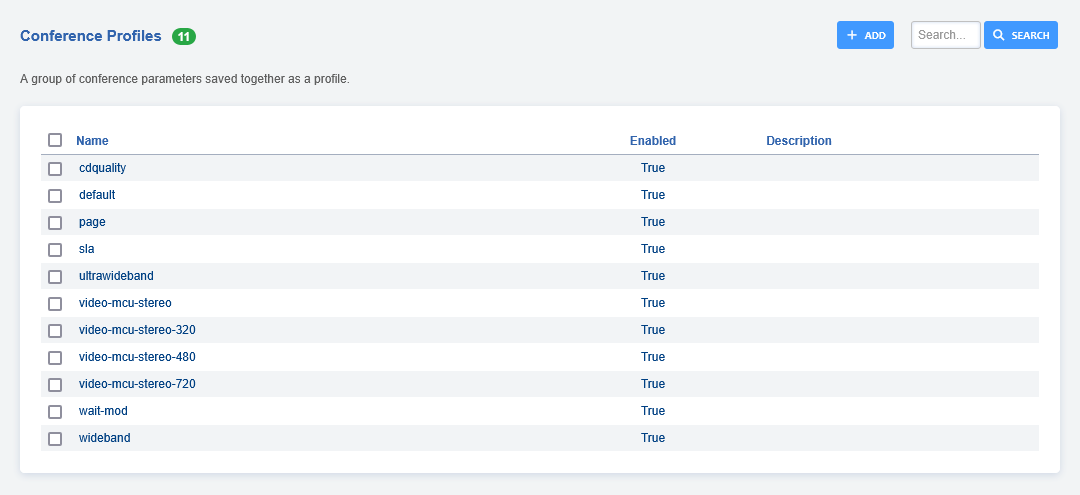 Conference Profiles 11 + ADD Search... SEARCH
A group of conference parameters saved together as a profile.
Name Enabled Description
cdquality True
default True
page True
sla True
ultrawideband True
video-mcu-stereo True
video-mcu-stereo-320 True
video-mcu-stereo-480 True
video-mcu-stereo-720 True
wait-mod True
wideband True